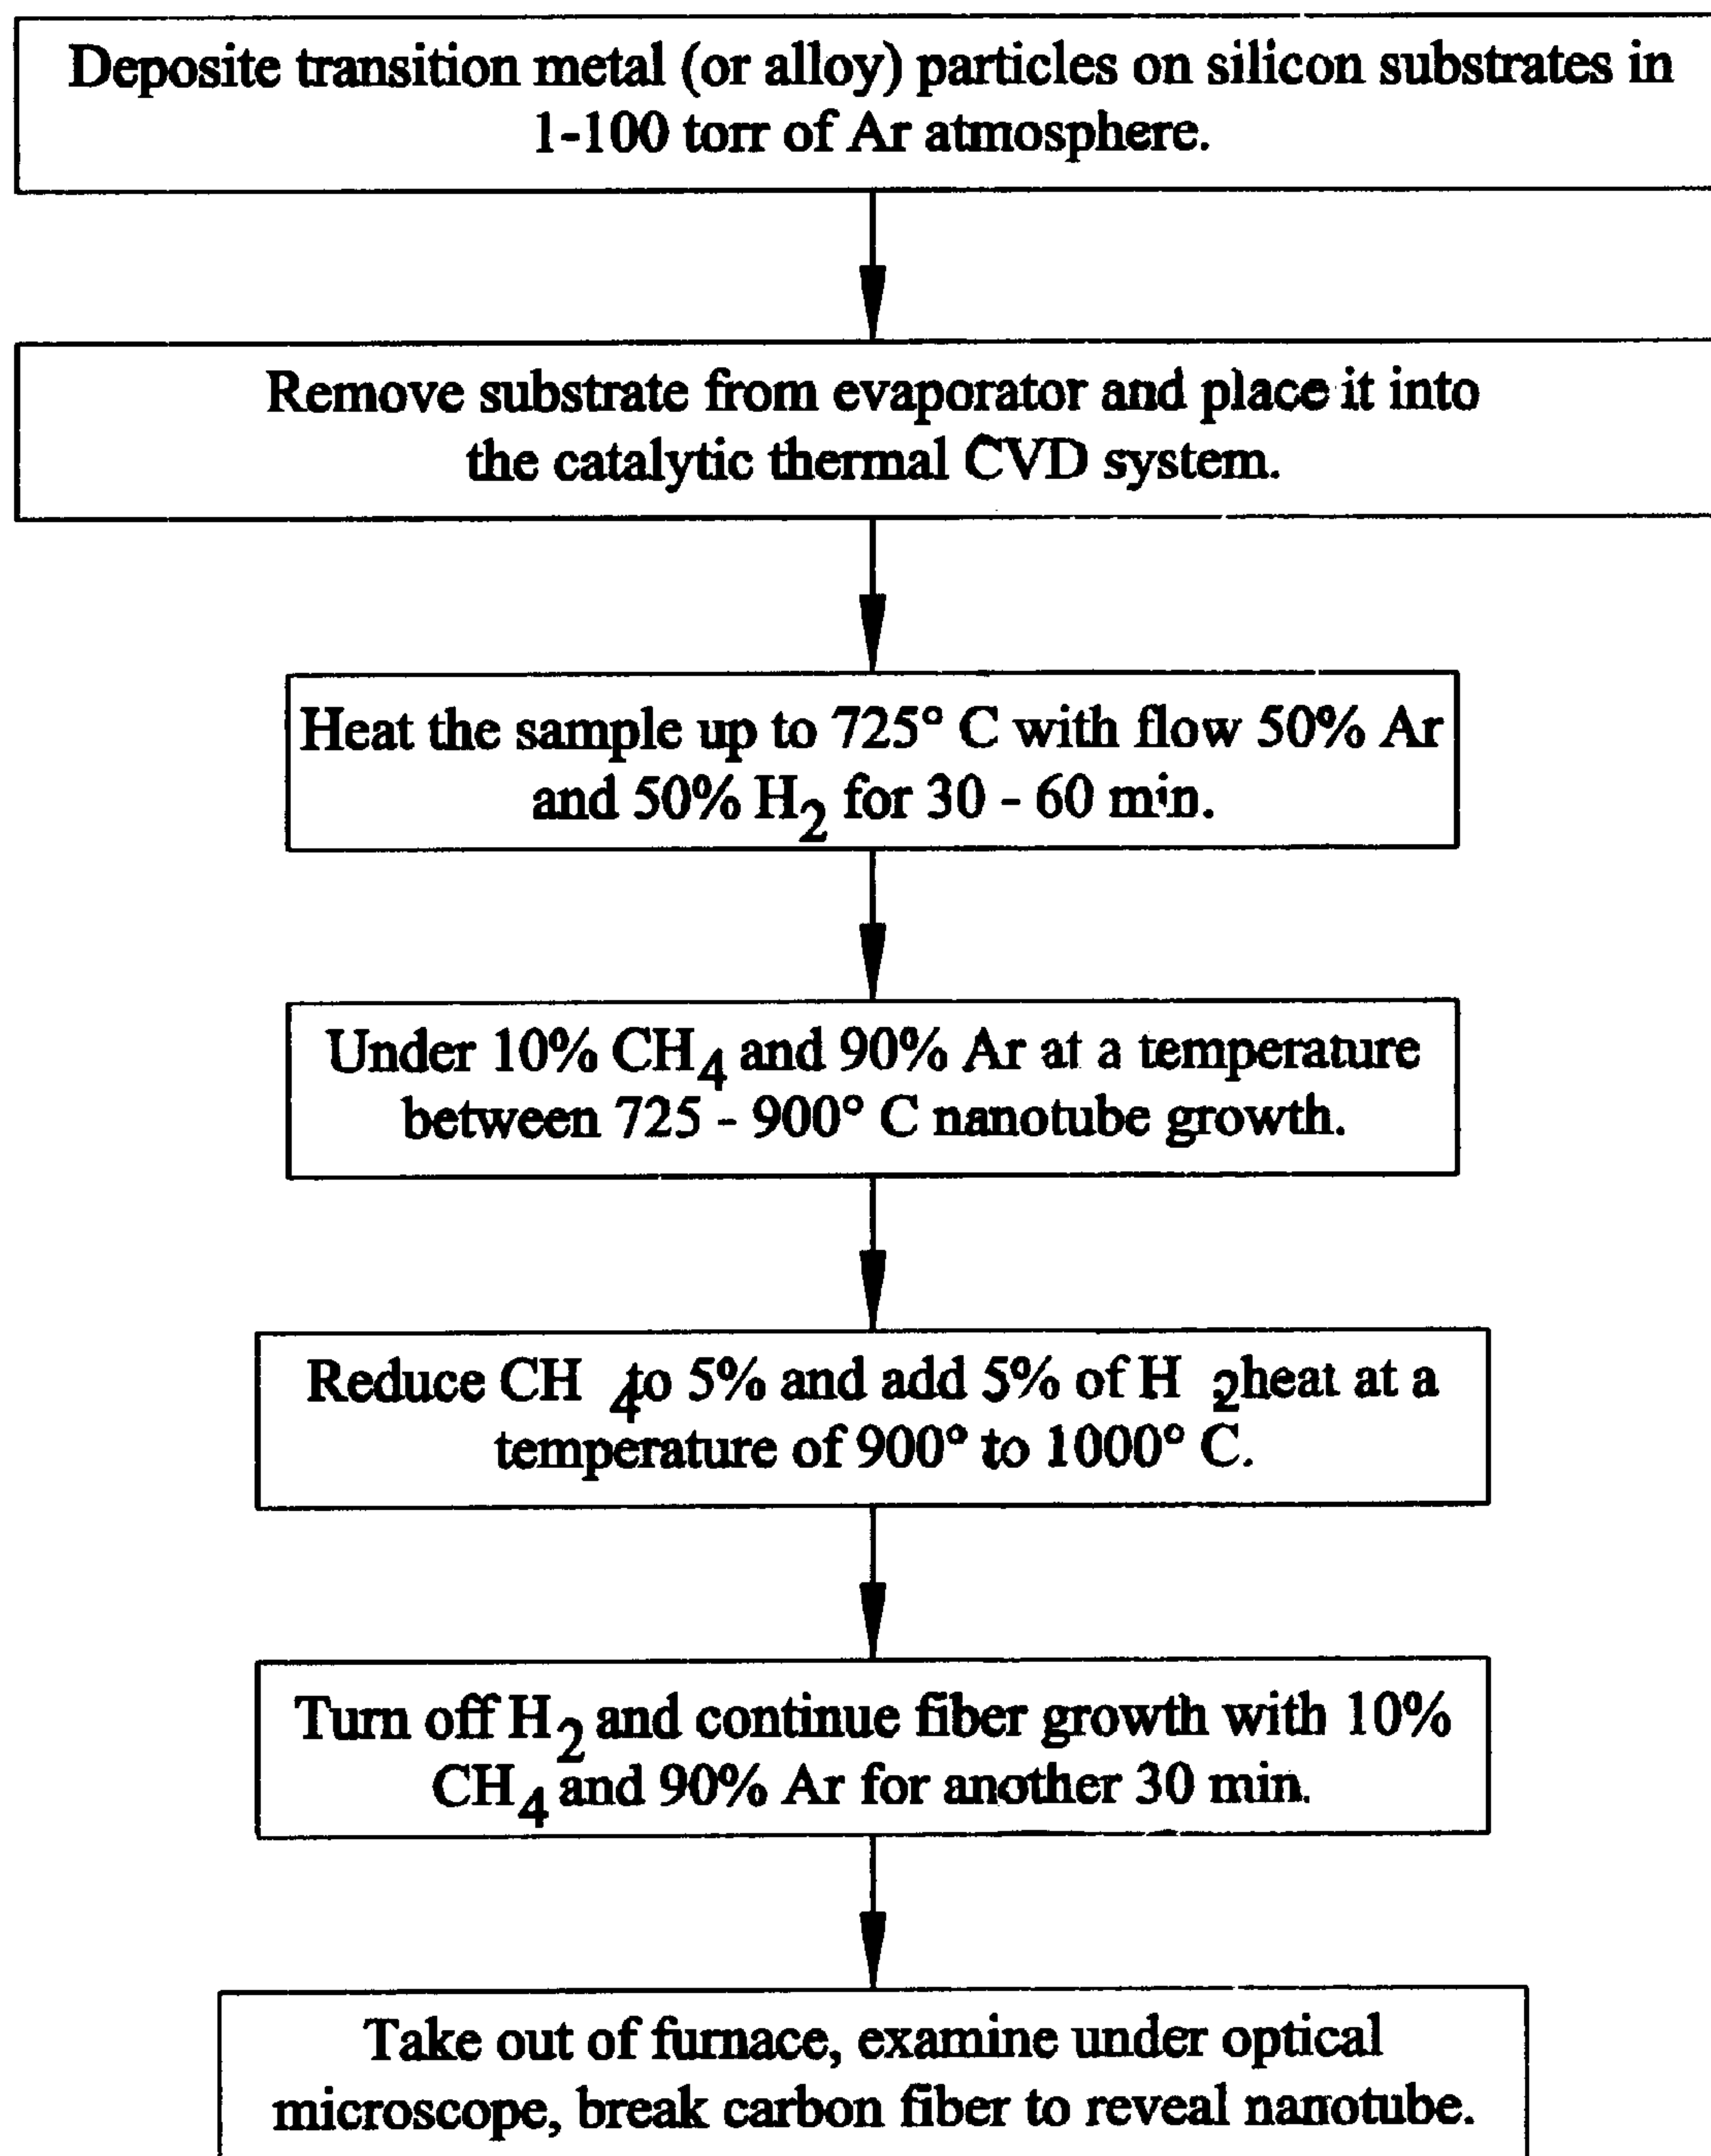 Deposite transition metal (or alloy) particles on silicon substrates in
1-100 torr of Ar atmosphere.
Remove substrate from evaporator and place it into
the catalytic thermal CVD system.
Heat the sample up to 725° C with flow 50% Ar
and 50% H2 for 30 - 60 min.
Under 10% CH4 and 90% Ar at a temperature
between 725 - 900° C nanotube growth.
Reduce CH 4to 5% and add 5% of H 2heat at a
temperature of 900° to 1000° C.
Turn off H2 and continue fiber growth with 10%
CH4 and 90% Ar for another 30 min.
Take out of furnace, examine under optical
microscope, break carbon fiber to reveal nanotube.